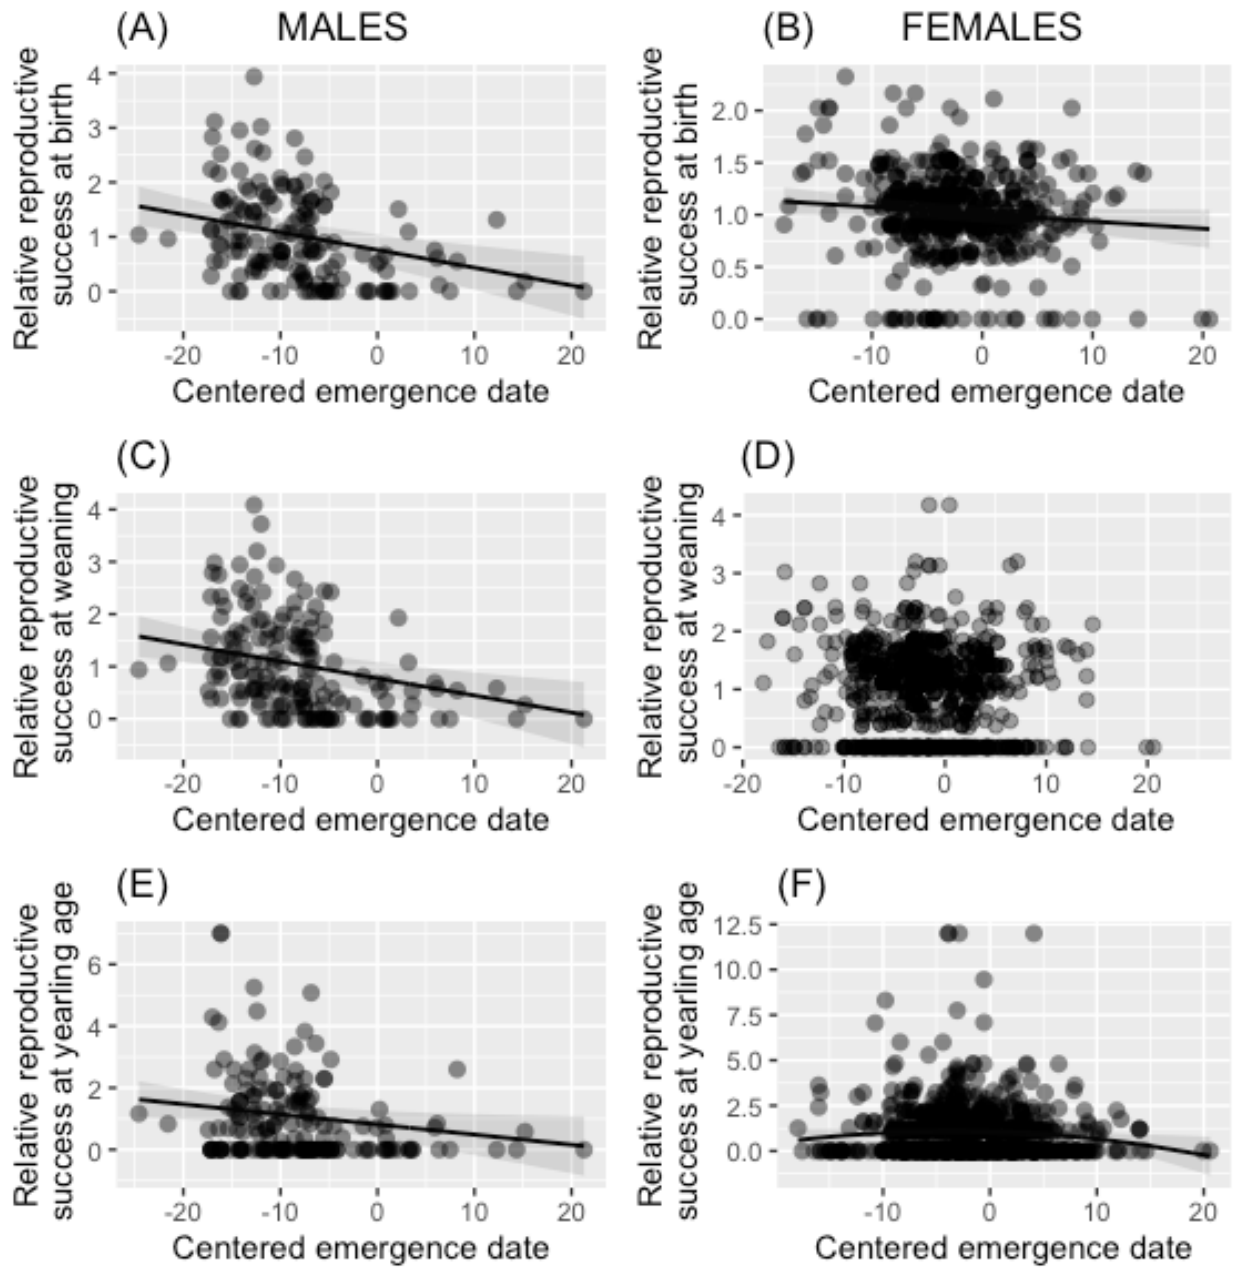 (A) MALES
(B) FEMALES
Relative reproductive
success at birth
4
3
2
1
0
-20 -10 0 10 20
Centered emergence date
Relative reproductive
success at birth
2.0
1.5
1.0
0.5
0.0
-10 0 10 20
Centered emergence date
(C)
Relative reproductive
success at weaning
4
3
2
1
0
-20 -10 0 10 20
Centered emergence date
(D)
Relative reproductive
success at weaning
4
3
2
1
0
-20 -10 0 10 20
Centered emergence date
(E)
Relative reproductive
success at yearling age
6
4
2
0
-20 -10 0 10 20
Centered emergence date
(F)
Relative reproductive
success at yearling age
12.5
10.0
7.5
5.0
2.5
0.0
-10 0 10 20
Centered emergence date